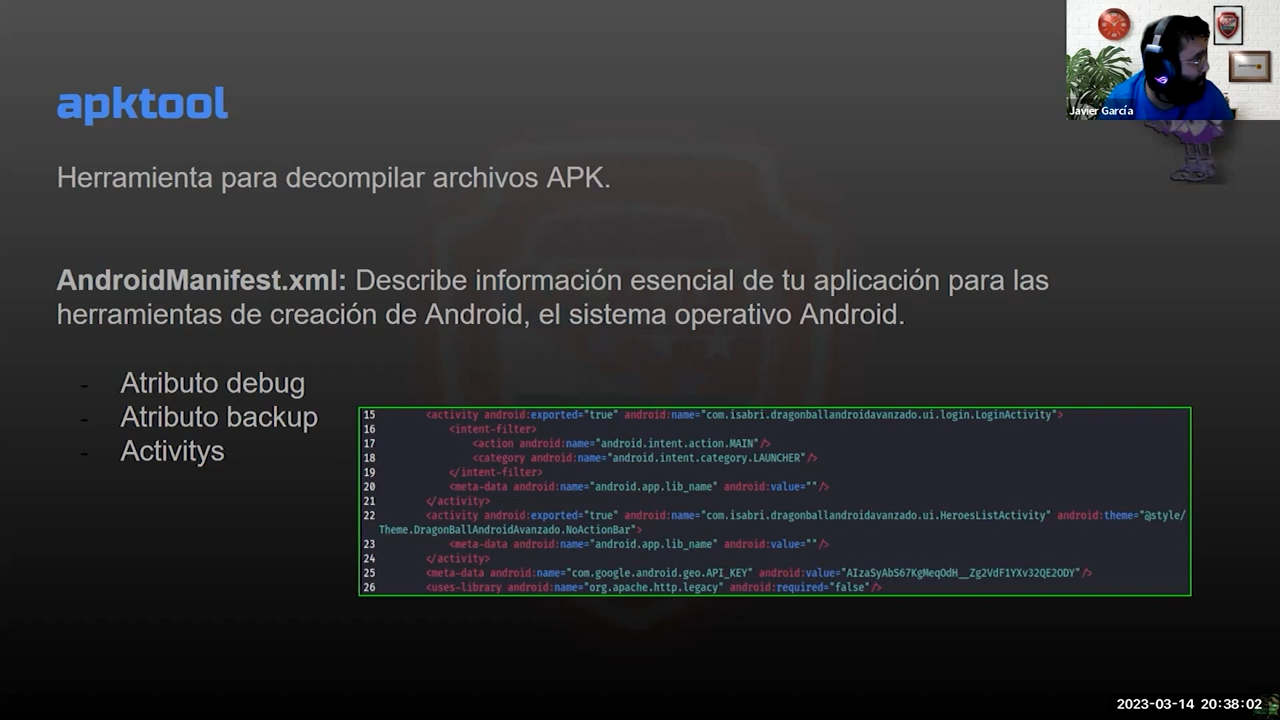 apktool
Javier García
Herramienta para decompilar archivos APK.
AndroidManifest.xml: Describe información esencial de tu aplicación para las
herramientas de creación de Android, el sistema operativo Android.
- Atributo debug
- Atributo backup
- Activitys
15 <activity android:exported="true" android:name="com.isabri.dragonballandroidavanzado.ui.login.LoginActivity">
16 <intent-filter>
17 <action android:name="android.intent.action.MAIN"/>
18 <category android:name="android.intent.category.LAUNCHER"/>
19 </intent-filter>
20 <meta-data android:name="android.app.lib_name" android:value=""/>
21 </activity>
22 <activity android:exported="true" android:name="com.isabri.dragonballandroidavanzado.ui.HeroesListActivity" android:theme="@style/
Theme.DragonBallAndroidAvanzado.NoActionBar">
23 <meta-data android:name="android.app.lib_name" android:value=""/>
24 </activity>
25 <meta-data android:name="com.google.android.geo.API_KEY" android:value="AIzaSyAbS67KgMeqOdH__Zg2VdF1YXv32QE2ODY"/>
26 <uses-library android:name="org.apache.http.legacy" android:required="false"/>
2023-03-14 20:38:02